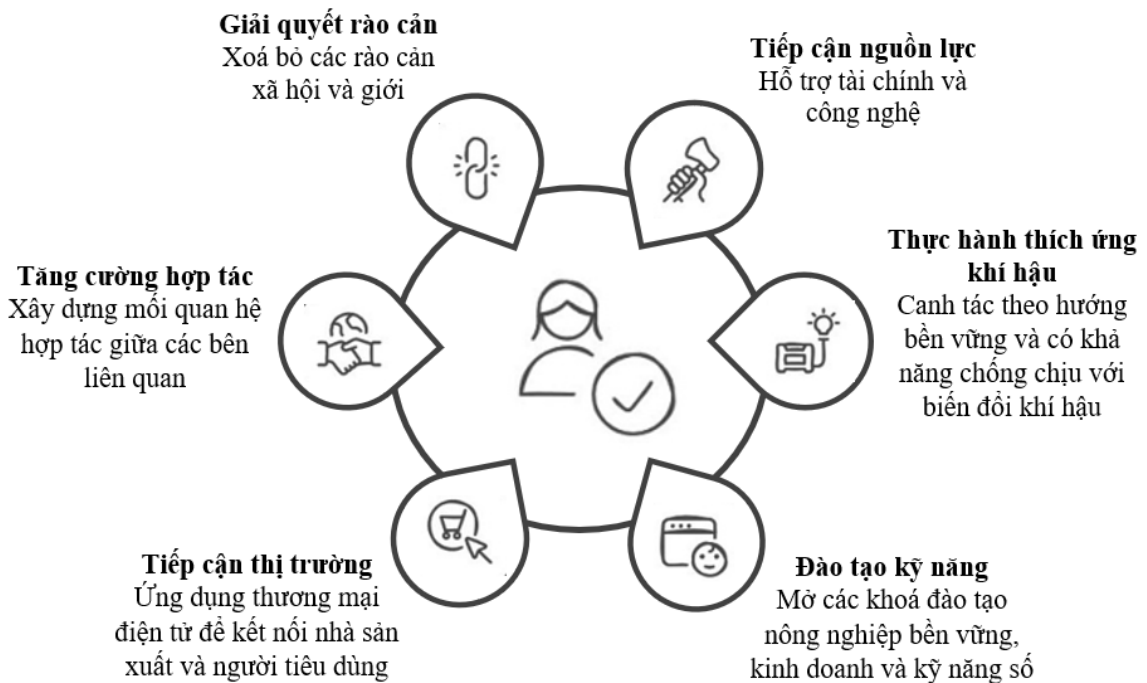 Giải quyết rào cản
Xoá bỏ các rào cản
xã hội và giới
Tiếp cận nguồn lực
Hỗ trợ tài chính và
công nghệ
Thực hành thích ứng
khí hậu
Canh tác theo hướng
bền vững và có khả
năng chống chịu với
biến đổi khí hậu
Đào tạo kỹ năng
Mở các khoá đào tạo
nông nghiệp bền vững,
kinh doanh và kỹ năng số
Tiếp cận thị trường
Ứng dụng thương mại
điện tử để kết nối nhà sản
xuất và người tiêu dùng
Tăng cường hợp tác
Xây dựng mối quan hệ
hợp tác giữa các bên
liên quan